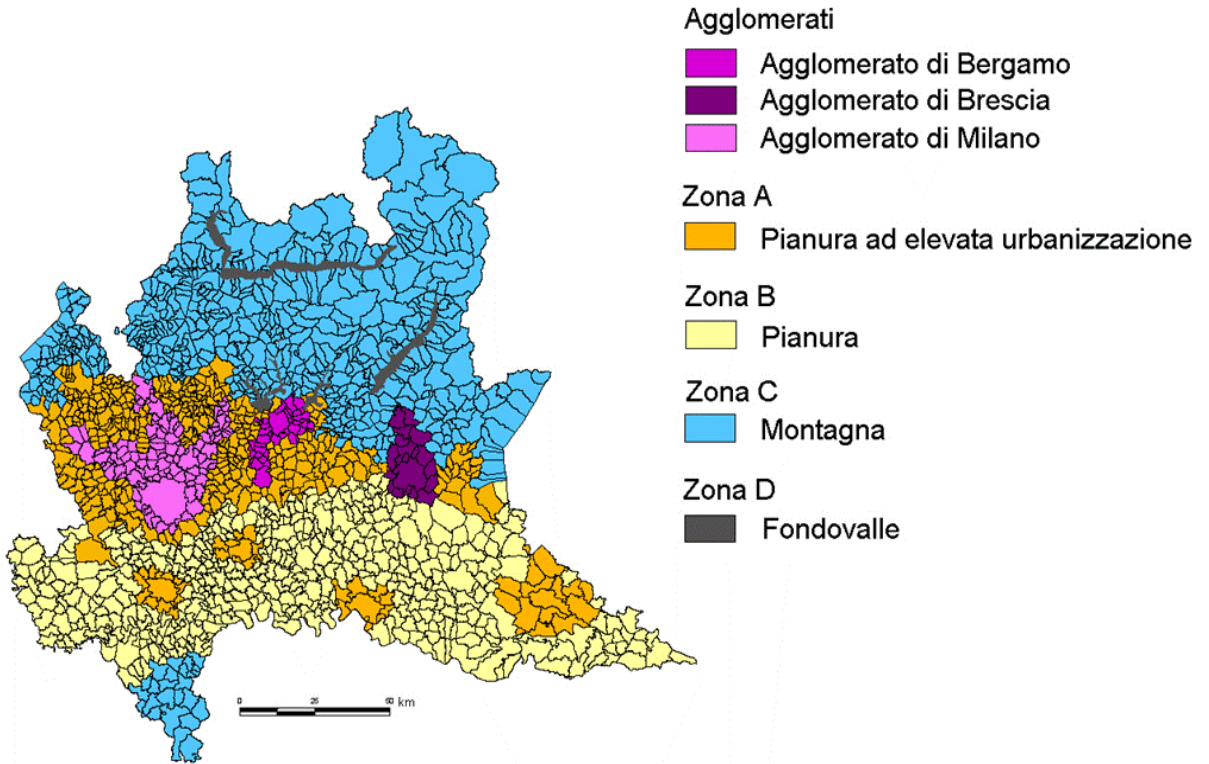 Agglomerati
Agglomerato di Bergamo
Agglomerato di Brescia
Agglomerato di Milano
Zona A
Pianura ad elevata urbanizzazione
Zona B
Pianura
Zona C
Montagna
Zona D
Fondovalle
0 25 50 km